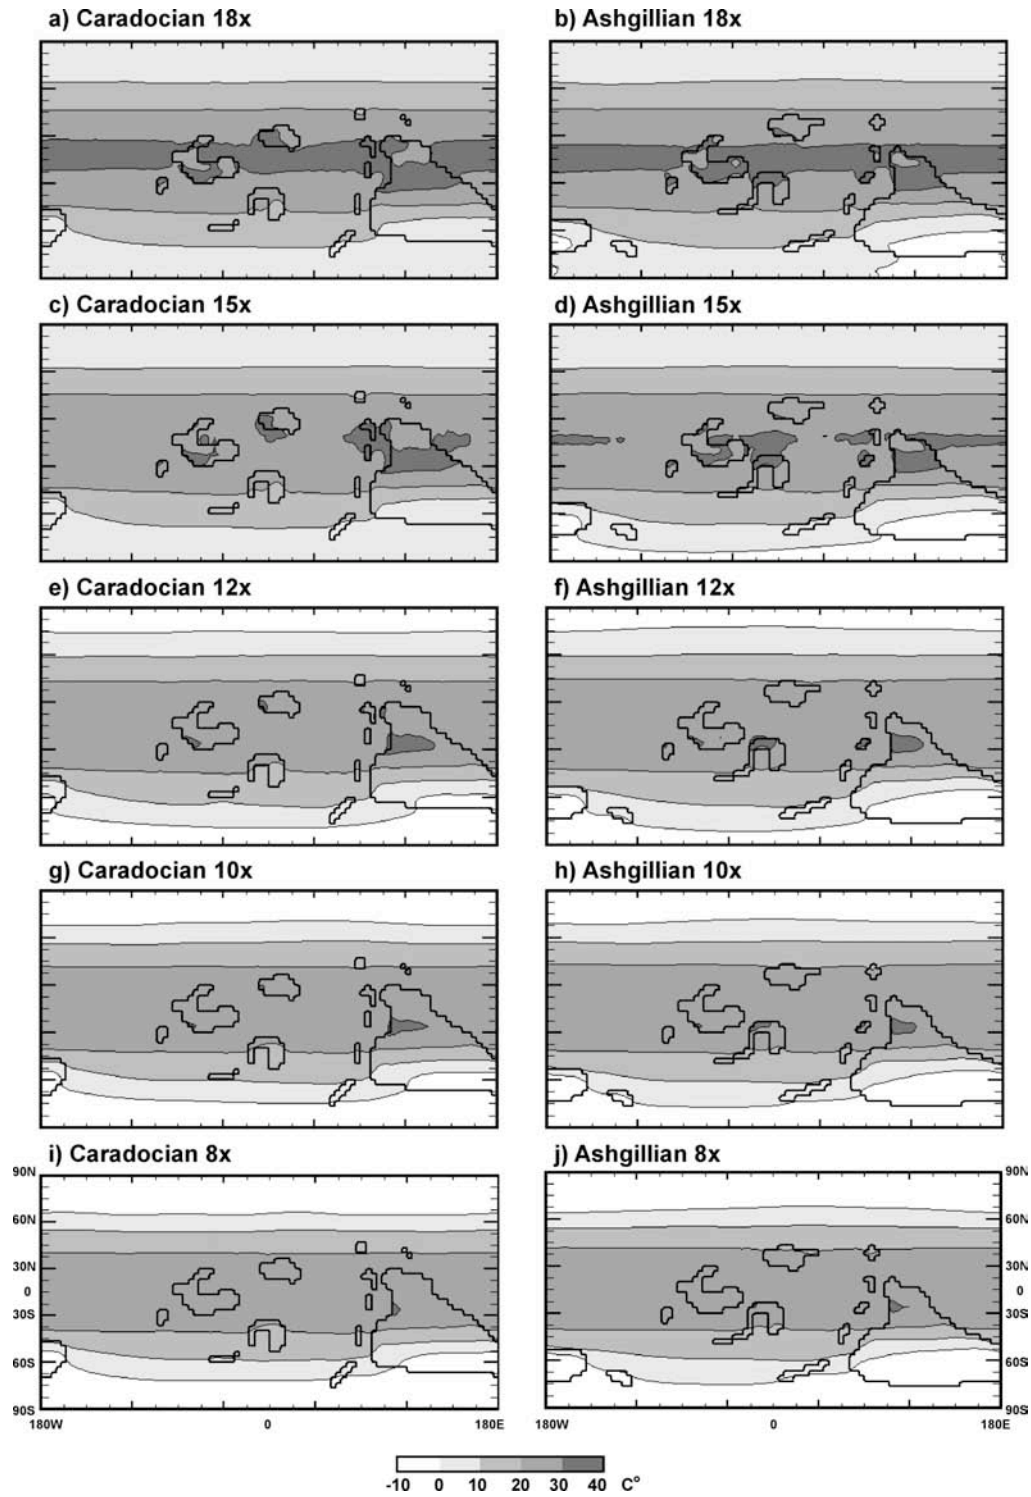 a) Caradocian 18x
b) Ashgillian 18x
c) Caradocian 15x
d) Ashgillian 15x
e) Caradocian 12x
f) Ashgillian 12x
g) Caradocian 10x
h) Ashgillian 10x
i) Caradocian 8x
j) Ashgillian 8x
90N
60N
30N
0
30S
60S
90S
90N
60N
30N
0
30S
60S
90S
180W 0 180E
180W 0 180E
-10 0 10 20 30 40 C°